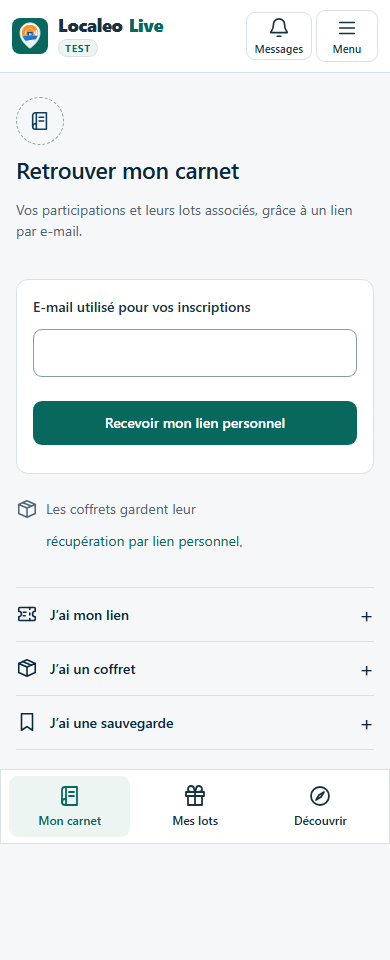 Localeo Live
TEST
Messages
Menu
Retrouver mon carnet
Vos participations et leurs lots associés, grâce à un lien
par e-mail.
E-mail utilisé pour vos inscriptions
Recevoir mon lien personnel
Les coffrets gardent leur
récupération par lien personnel.
J’ai mon lien +
J’ai un coffret +
J’ai une sauvegarde +
Mon carnet
Mes lots
Découvrir